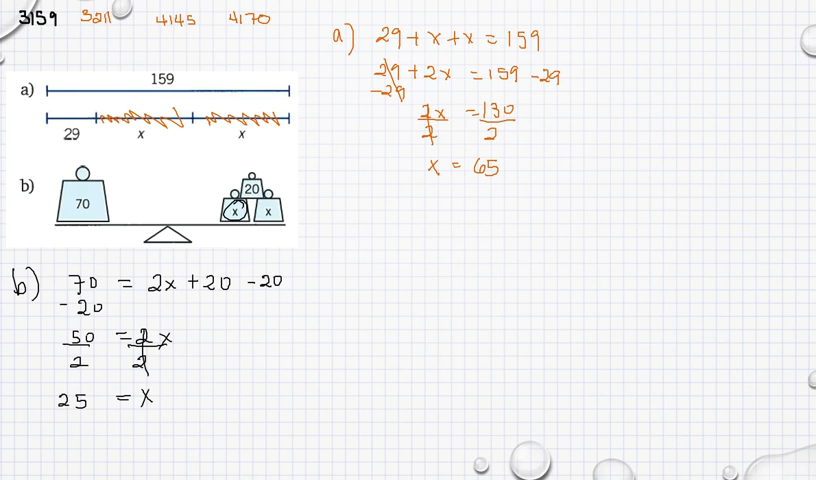 3159 3211 4145 4170
a) 159
29 x x
b) 70 20 x x
a) 29 + x + x = 159
29 + 2x = 159 - 29
-29
2x = 130
2 2
x = 65
b) 70 = 2x + 20 - 20
- 20
50 = 2x
2 2
25 = x